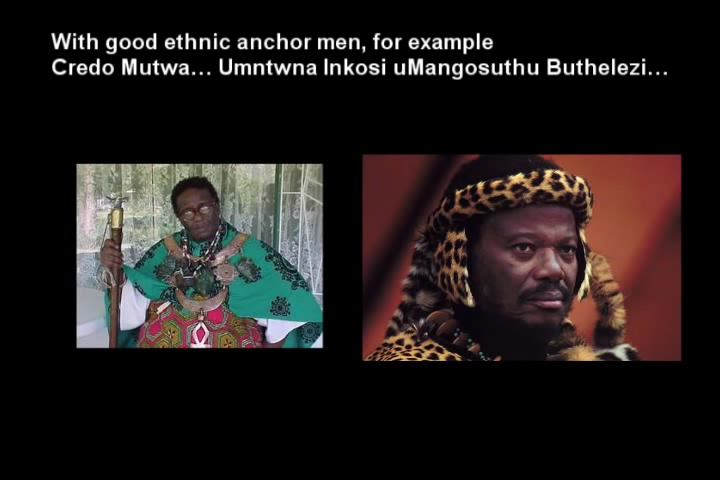 With good ethnic anchor men, for example
Credo Mutwa... Umntwna Inkosi uMangosuthu Buthelezi...